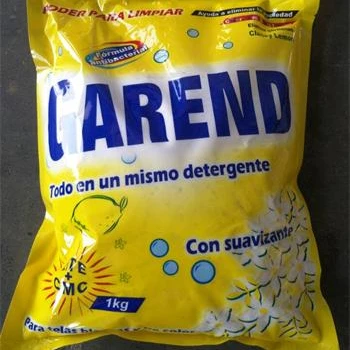 PODER PARA LIMPIAR
Ayuda a eliminar
Fórmula
Antibacterial
GAREND
Todo en un mismo detergente
Con suavizante
+
CMC
1kg
Para telas